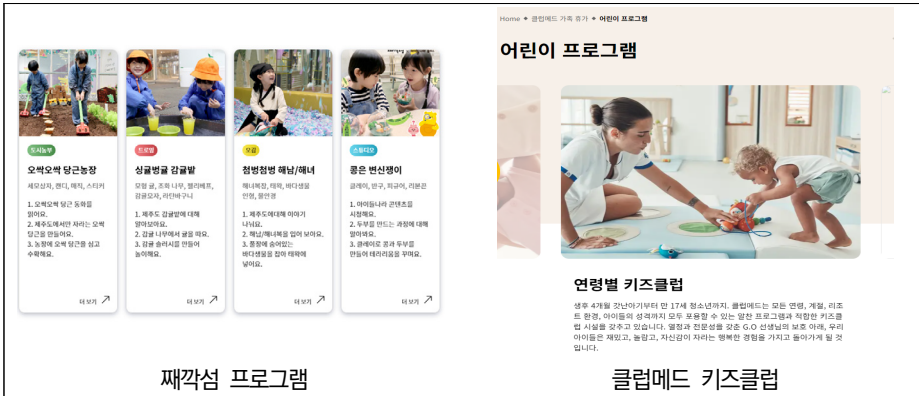 도시농부
오싹오싹 당근농장
세모상자, 캔디, 매직, 스티커
1. 오싹오싹 당근 동화를
읽어요.
2. 제주도에서만 자라는 오싹
당근을 만들어요.
3. 농장에 오싹 당근을 심고
수확해요.
더 보기
트로발
싱귤벙귤 감귤밭
모형 귤, 조화 나무, 젤리베프,
감귤모자, 라탄바구니
1. 제주도 감귤밭에 대해
알아보아요.
2. 감귤 나무에서 귤을 따요.
3. 감귤 슬러시를 만들어
놀이해요.
더 보기
오감
첨벙첨벙 해남/해녀
해녀복장, 태왁, 바다생물
인형, 물안경
1. 제주도에대해 이야기
나눠요.
2. 해남/해녀복을 입어 보아요.
3. 풍장에 숨어있는
바다생물을 잡아 태왁에
넣어요.
더 보기
스튜디오
콩은 변신쟁이
클레이, 반구, 피규어, 리본끈
1. 아이들나라 콘텐츠를
시청해요.
2. 두부를 만드는 과정에 대해
알아봐요.
3. 클레이로 콩과 두부를
만들어 테라리움을 꾸며요.
더 보기
째깍섬 프로그램
Home 클럽메드 가족 휴가 어린이 프로그램
어린이 프로그램
연령별 키즈클럽
생후 4개월 갓난아기부터 만 17세 청소년까지. 클럽메드는 모든 연령, 계절, 리조
트 환경, 아이들의 성격까지 모두 포용할 수 있는 알찬 프로그램과 적합한 키즈클
럽 시설을 갖추고 있습니다. 열정과 전문성을 갖춘 G.O 선생님의 보호 아래, 우리
아이들은 재밌고, 놀랍고, 자신감이 자라는 행복한 경험을 가지고 돌아가게 될 것
입니다.
클럽메드 키즈클럽